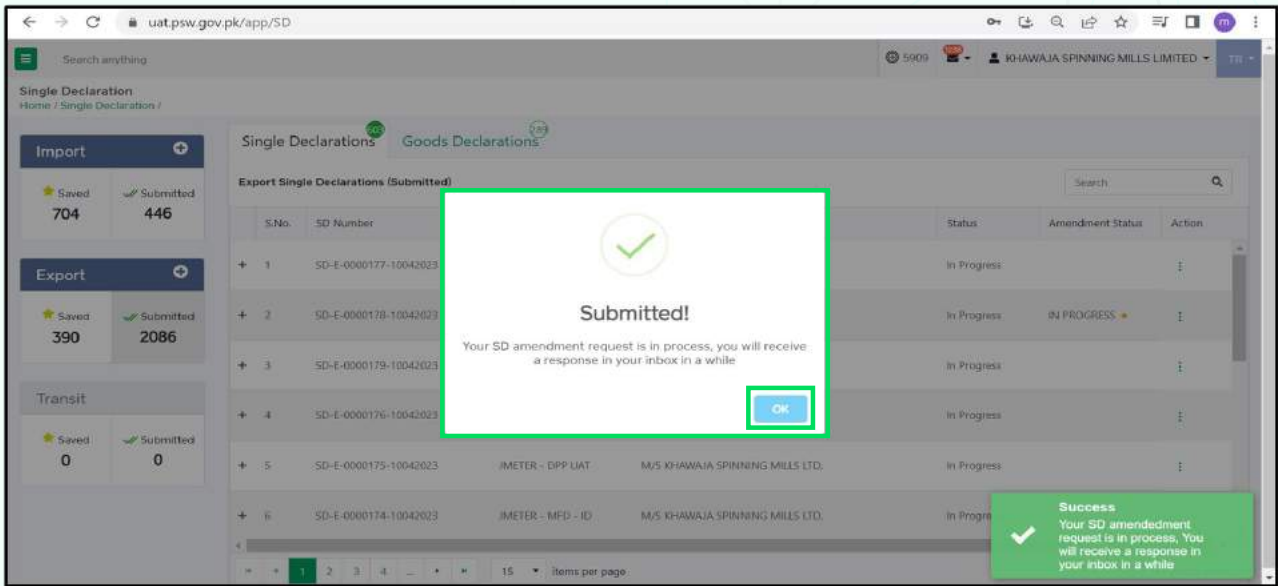 uat.psw.gov.pk/app/SD
m
Search anything
5909
KHAWAJA SPINNING MILLS LIMITED
TR
Single Declaration
Home / Single Declaration /
Import
Saved
Submitted
704
446
Export
Saved
Submitted
390
2086
Transit
Saved
Submitted
0
0
Single Declarations
Goods Declarations
Export Single Declarations (Submitted)
Search
S.No.
SD Number
Status
Amendment Status
Action
+ 1 SD-E-0000177-10042023 In Progress
+ 2 SD-E-0000178-10042023 In Progress IN PROGRESS
+ 3 SD-E-0000179-10042023 In Progress
+ 4 SD-E-0000176-10042023 In Progress
+ 5 SD-E-0000175-10042023 JMETER - DPP UAT M/S KHAWAJA SPINNING MILLS LTD. In Progress
+ 6 SD-E-0000174-10042023 JMETER - MFD - ID M/S KHAWAJA SPINNING MILLS LTD. In Progre
1 2 3 4 ... 15 items per page
Submitted!
Your SD amendment request is in process, you will receive
a response in your inbox in a while
OK
Success
Your SD amendedment
request is in process, You
will receive a response in
your inbox in a while